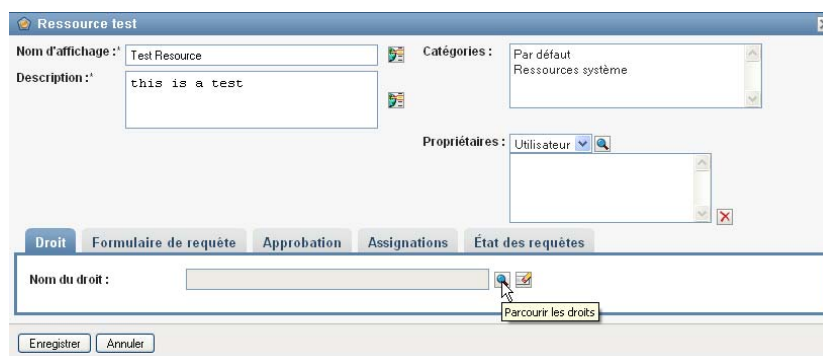 Ressource test
Nom d'affichage :*
Test Resource
Description :*
this is a test
Catégories :
Par défaut
Ressources système
Propriétaires :
Utilisateur
Droit
Formulaire de requête
Approbation
Assignations
État des requêtes
Nom du droit :
Parcourir les droits
Enregistrer
Annuler